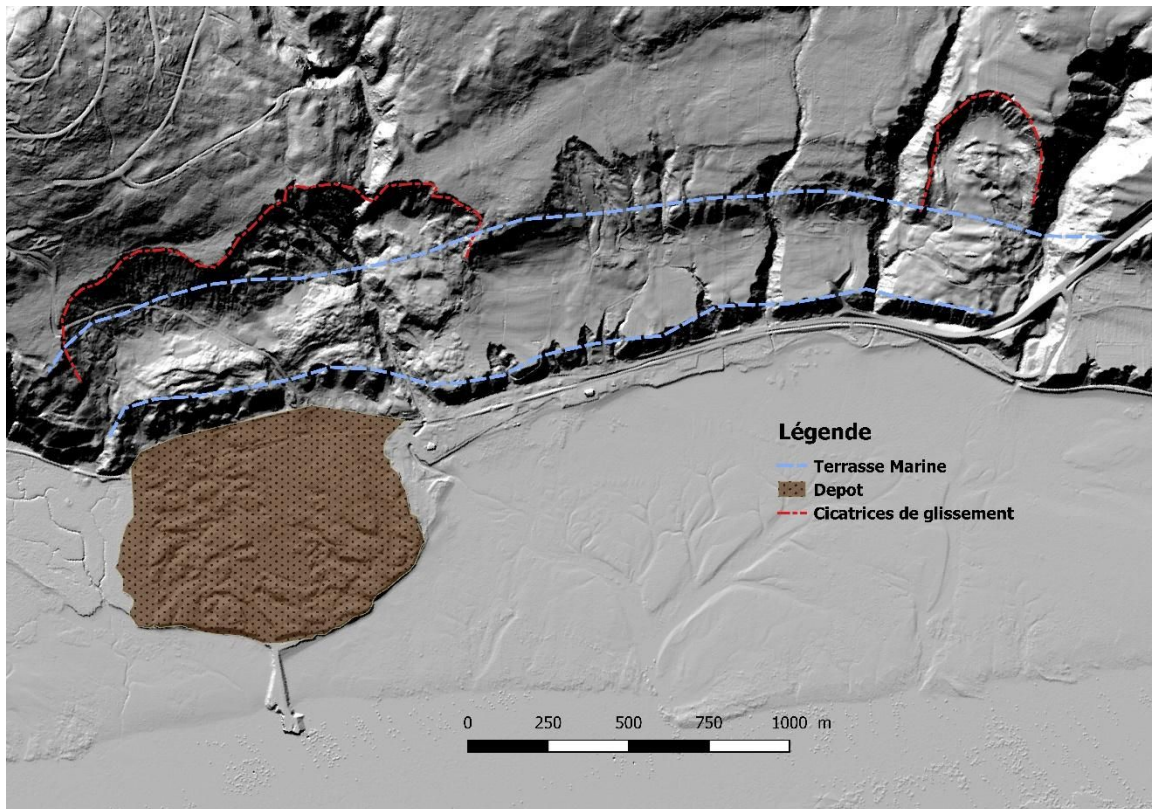 Légende
Terrasse Marine
Depot
Cicatrices de glissement
0 250 500 750 1000 m